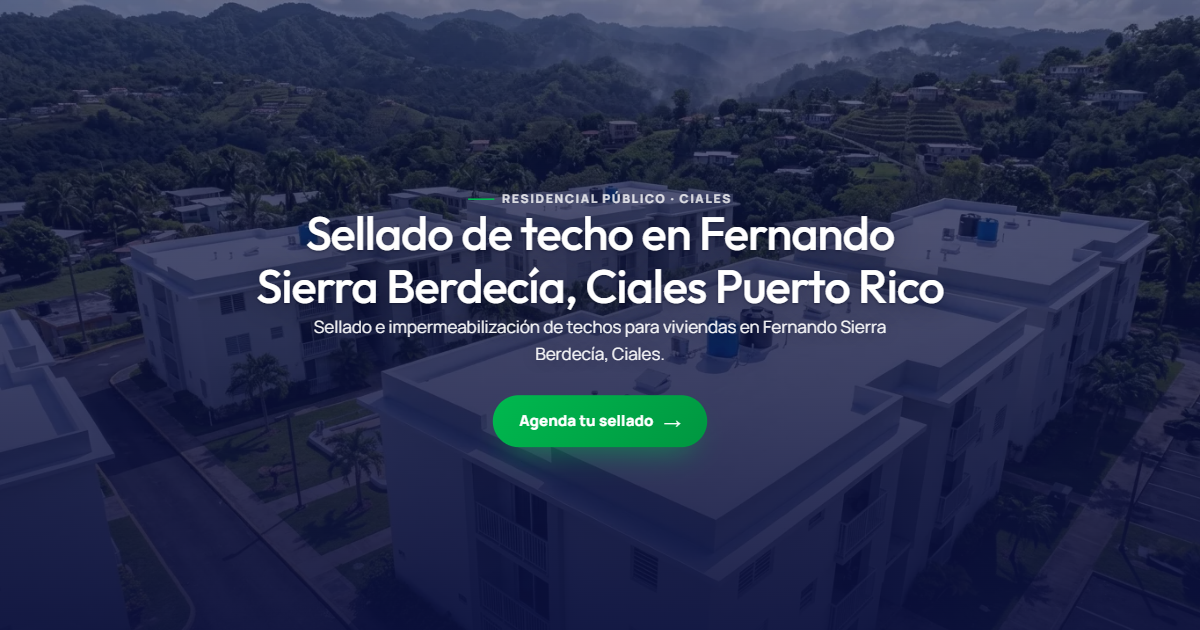 RESIDENCIAL PÚBLICO · CIALES
Sellado de techo en Fernando
Sierra Berdecía, Ciales Puerto Rico
Sellado e impermeabilización de techos para viviendas en Fernando Sierra
Berdecía, Ciales.
Agenda tu sellado →